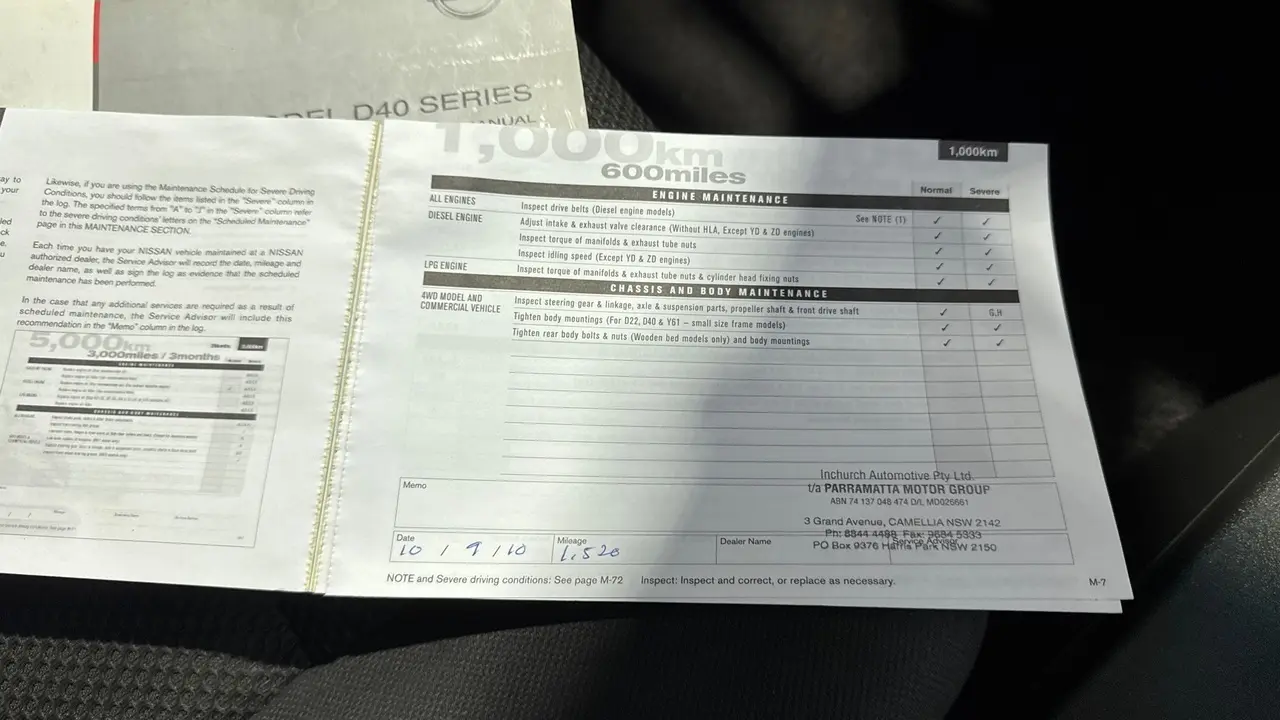 DEL D40 SERIES
ANUAL
ay to
your
led
ck
e.
u
Likewise, if you are using the Maintenance Schedule for Severe Driving
Conditions, you should follow the items listed in the "Severe" column in
the log. The specified terms from "A" to "J" in the "Severe" column refer
to the severe driving conditions' letters on the "Scheduled Maintenance"
page in this MAINTENANCE SECTION.
Each time you have your NISSAN vehicle maintained at a NISSAN
authorized dealer, the Service Advisor will record the date, mileage and
dealer name, as well as sign the log as evidence that the scheduled
maintenance has been performed.
In the case that any additional services are required as a result of
scheduled maintenance, the Service Advisor will include this
recommendation in the "Memo" column in the log.
5,000km
3,000miles / 3months
ENGINE MAINTENANCE
CHASSIS AND BODY MAINTENANCE
1,000km
600miles
1,000km
Normal Severe
ENGINE MAINTENANCE
ALL ENGINES Inspect drive belts (Diesel engine models) See NOTE (1) ✓ ✓
DIESEL ENGINE Adjust intake & exhaust valve clearance (Without HLA, Except YD & ZD engines) ✓ ✓
Inspect torque of manifolds & exhaust tube nuts ✓ ✓
Inspect idling speed (Except YD & ZD engines) ✓ ✓
LPG ENGINE Inspect torque of manifolds & exhaust tube nuts & cylinder head fixing nuts ✓ ✓
CHASSIS AND BODY MAINTENANCE
4WD MODEL AND
COMMERCIAL VEHICLE
Inspect steering gear & linkage, axle & suspension parts, propeller shaft & front drive shaft ✓ G,H
Tighten body mountings (For D22, D40 & Y61 – small size frame models) ✓ ✓
Tighten rear body bolts & nuts (Wooden bed models only) and body mountings ✓ ✓
Memo
Inchurch Automotive Pty Ltd.
t/a PARRAMATTA MOTOR GROUP
ABN 74 137 048 474 D/L MD026661
3 Grand Avenue, CAMELLIA NSW 2142
Ph: 8844 4498 Fax: 9684 5333
PO Box 9376 Harris Park NSW 2150
Date
10 / 9 / 10
Mileage
1,520
Dealer Name
Service Advisor
NOTE and Severe driving conditions: See page M-72 Inspect: Inspect and correct, or replace as necessary.
M-7